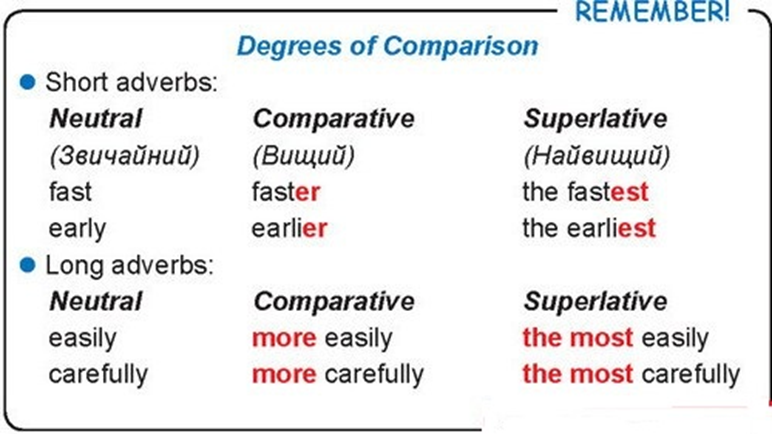 REMEMBER!
Degrees of Comparison
Short adverbs:
Neutral Comparative Superlative
(Звичайний) (Вищий) (Найвищий)
fast faster the fastest
early earlier the earliest
Long adverbs:
Neutral Comparative Superlative
easily more easily the most easily
carefully more carefully the most carefully